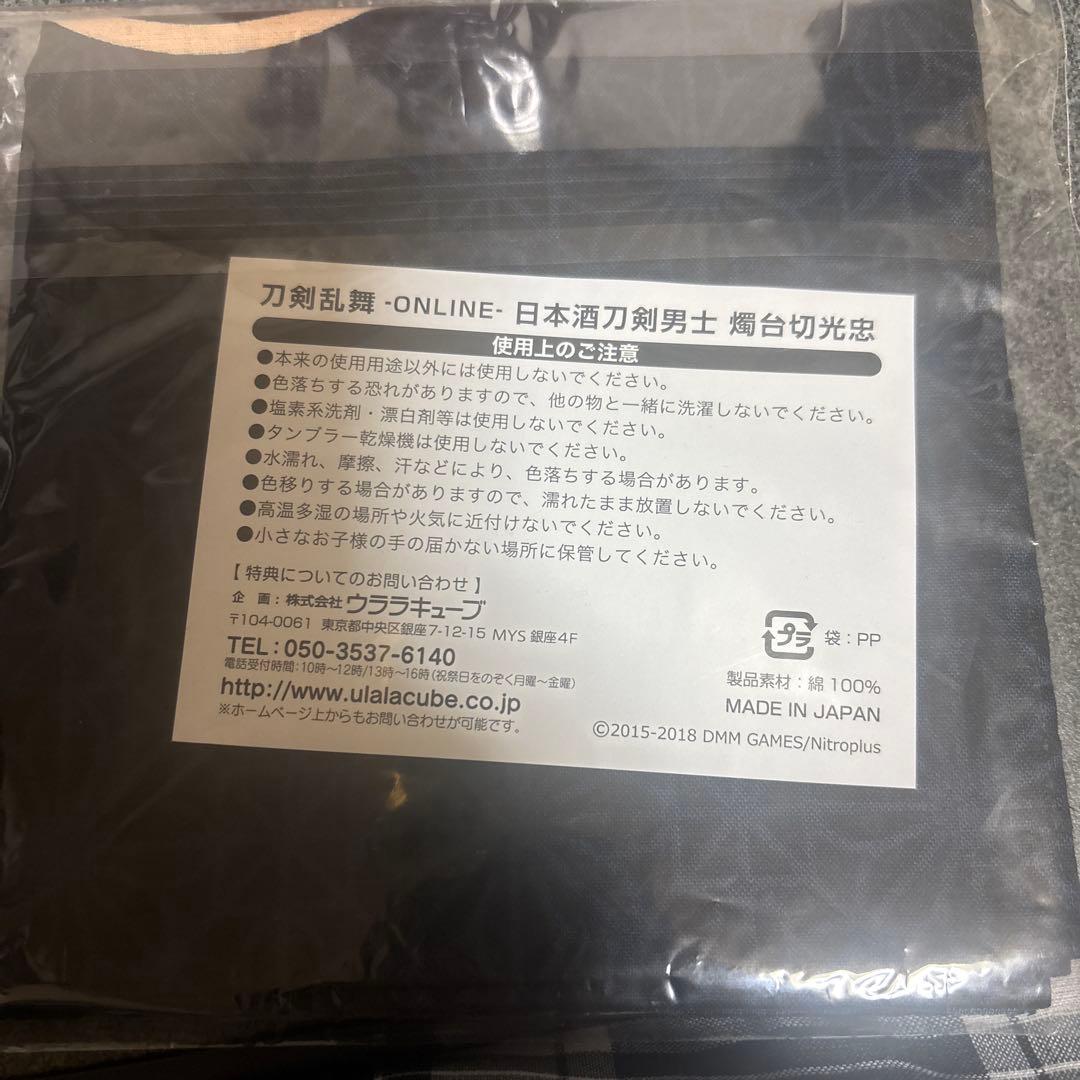 刀剣乱舞 -ONLINE- 日本酒刀剣男士 燭台切光忠
使用上のご注意
●本来の使用用途以外には使用しないでください。
●色落ちする恐れがありますので、他の物と一緒に洗濯しないでください。
●塩素系洗剤・漂白剤等は使用しないでください。
●タンブラー乾燥機は使用しないでください。
●水濡れ、摩擦、汗などにより、色落ちする場合があります。
●色移りする場合がありますので、濡れたまま放置しないでください。
●高温多湿の場所や火気に近付けないでください。
●小さなお子様の手の届かない場所に保管してください。
【 特典についてのお問い合わせ 】
企 画：株式会社 ウララキューブ
〒104-0061 東京都中央区銀座7-12-15 MYS 銀座4F
TEL：050-3537-6140
電話受付時間：10時〜12時/13時〜16時（祝祭日をのぞく月曜〜金曜）
http://www.ulalacube.co.jp
※ホームページ上からもお問い合わせが可能です。
プラ 袋：PP
製品素材：綿 100%
MADE IN JAPAN
©2015-2018 DMM GAMES/Nitroplus